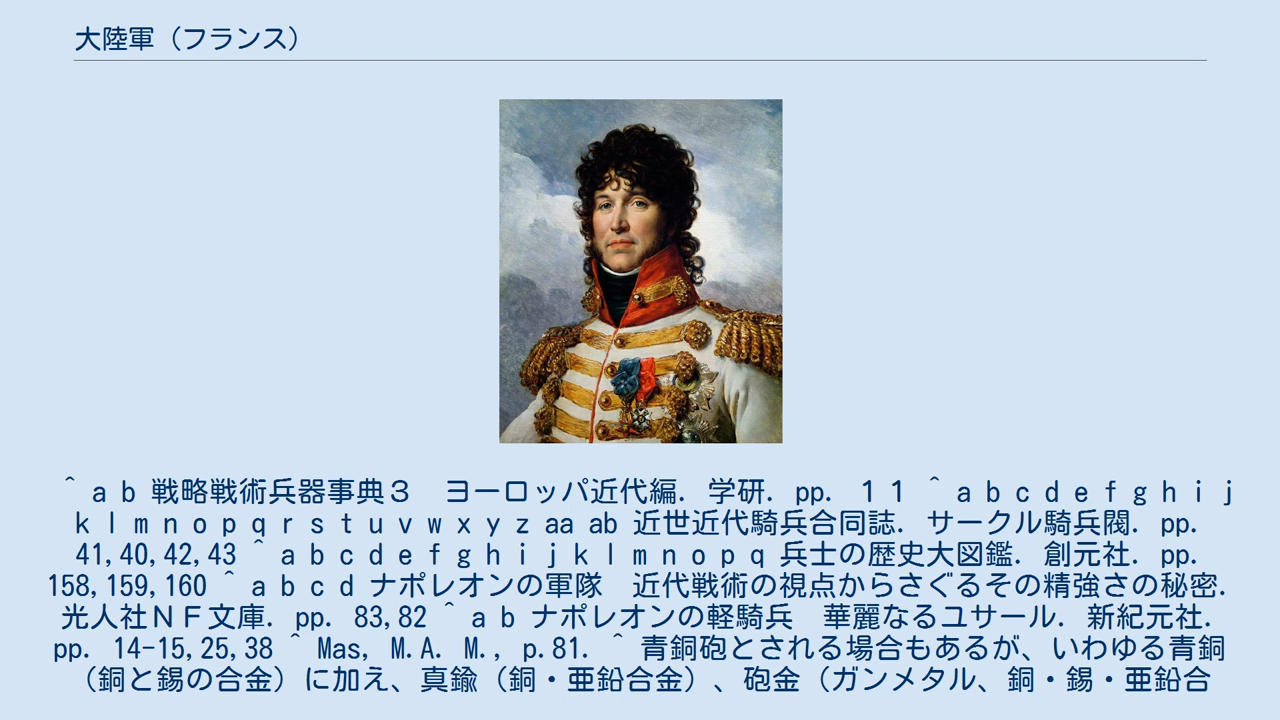 大陸軍（フランス）
^ a b 戦略戦術兵器事典３　ヨーロッパ近代編. 学研. pp. １１ ^ a b c d e f g h i j
k l m n o p q r s t u v w x y z aa ab 近世近代騎兵合同誌. サークル騎兵閥. pp.
41,40,42,43 ^ a b c d e f g h i j k l m n o p q 兵士の歴史大図鑑. 創元社. pp.
158,159,160 ^ a b c d ナポレオンの軍隊　近代戦術の視点からさぐるその精強さの秘密.
光人社ＮＦ文庫. pp. 83,82 ^ a b ナポレオンの軽騎兵　華麗なるユサール. 新紀元社.
pp. 14-15,25,38 ^ Mas, M.A. M., p.81. ^ 青銅砲とされる場合もあるが、いわゆる青銅
（銅と錫の合金）に加え、真鍮（銅・亜鉛合金）、砲金（ガンメタル、銅・錫・亜鉛合